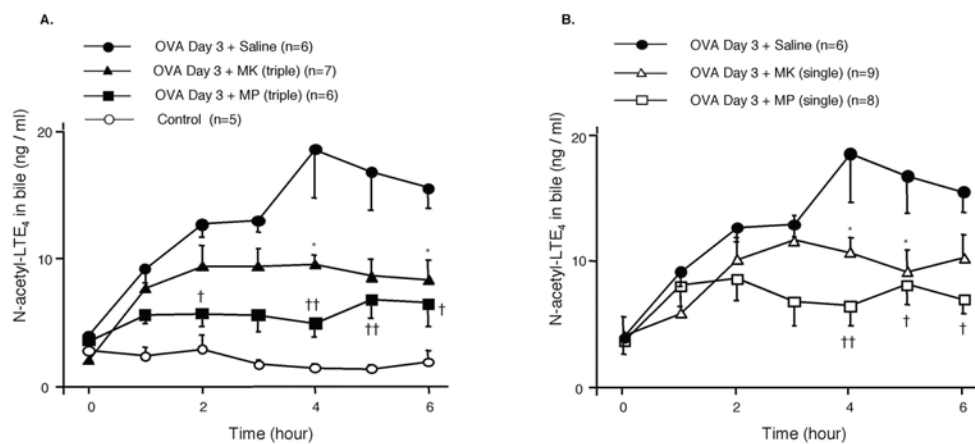 A.
OVA Day 3 + Saline (n=6)
OVA Day 3 + MK (triple) (n=7)
OVA Day 3 + MP (triple) (n=6)
Control (n=5)
N-acetyl-LTE4 in bile (ng / ml)
20
10
0
*
*
†
††
††
†
0 2 4 6
Time (hour)
B.
OVA Day 3 + Saline (n=6)
OVA Day 3 + MK (single) (n=9)
OVA Day 3 + MP (single) (n=8)
N-acetyl-LTE4 in bile (ng / ml)
20
10
0
*
*
††
†
†
0 2 4 6
Time (hour)